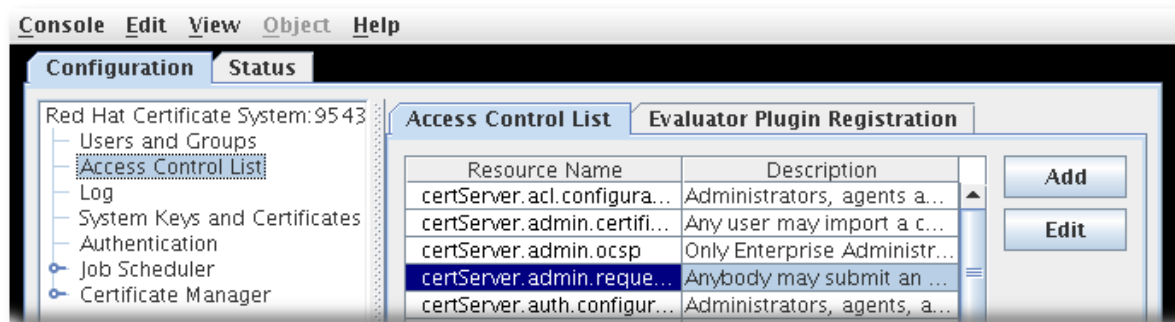 Console Edit View Object Help
Configuration Status
Red Hat Certificate System:9543
Users and Groups
Access Control List
Log
System Keys and Certificates
Authentication
Job Scheduler
Certificate Manager
Access Control List Evaluator Plugin Registration
Resource Name Description
certServer.acl.configura... Administrators, agents a...
certServer.admin.certifi... Any user may import a c...
certServer.admin.ocsp Only Enterprise Administr...
certServer.admin.reque... Anybody may submit an ...
certServer.auth.configur... Administrators, agents, a...
Add
Edit